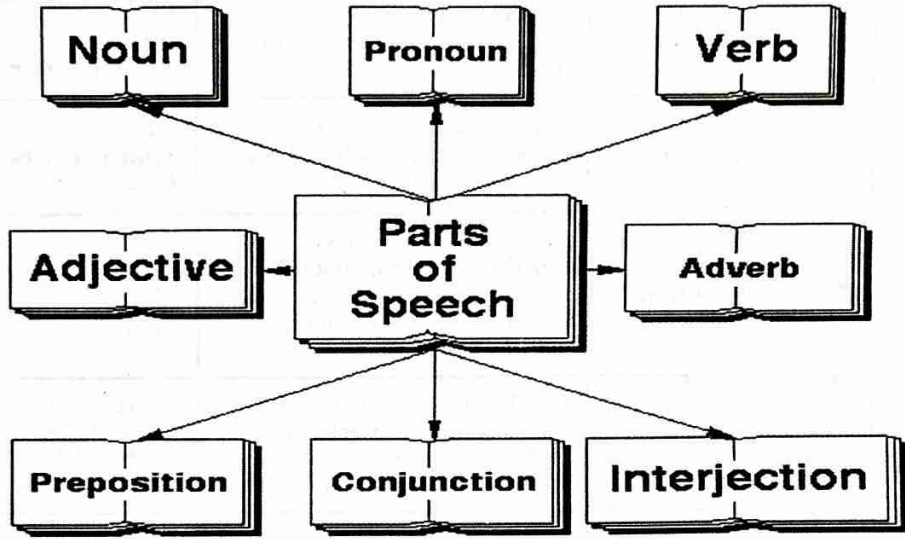 Noun
Pronoun
Verb
Parts
of
Speech
Adjective
Adverb
Preposition
Conjunction
Interjection